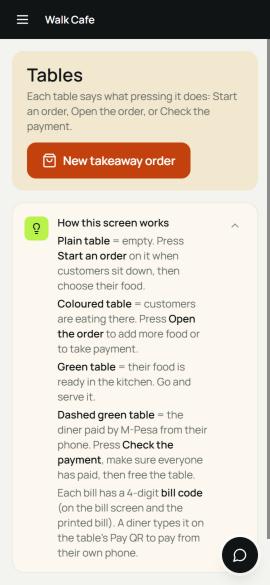 Walk Cafe
Tables
Each table says what pressing it does: Start
an order, Open the order, or Check the
payment.
New takeaway order
How this screen works
Plain table = empty. Press
Start an order on it when
customers sit down, then
choose their food.
Coloured table = customers
are eating there. Press Open
the order to add more food or
to take payment.
Green table = their food is
ready in the kitchen. Go and
serve it.
Dashed green table = the
diner paid by M-Pesa from their
phone. Press Check the
payment, make sure everyone
has paid, then free the table.
Each bill has a 4-digit bill code
(on the bill screen and the
printed bill). A diner types it on
the table's Pay QR to pay from
their own phone.